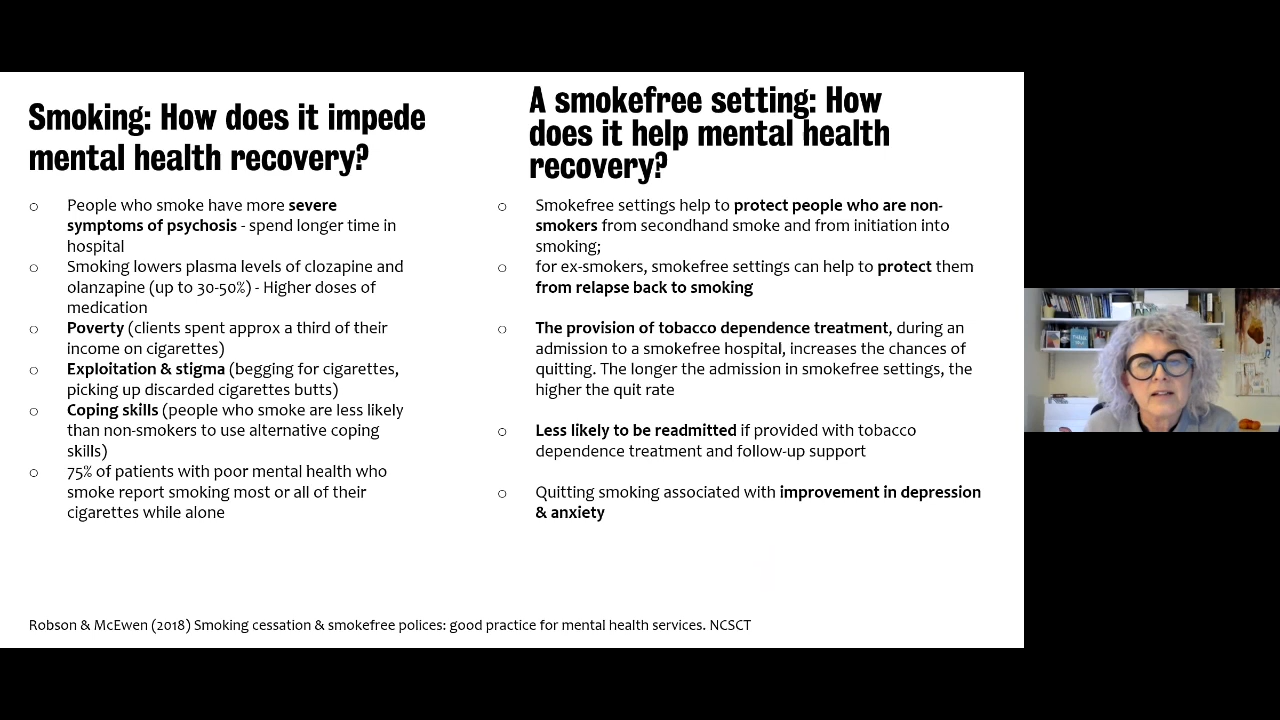 Smoking: How does it impede
mental health recovery?
o People who smoke have more severe
symptoms of psychosis - spend longer time in
hospital
o Smoking lowers plasma levels of clozapine and
olanzapine (up to 30-50%) - Higher doses of
medication
o Poverty (clients spent approx a third of their
income on cigarettes)
o Exploitation & stigma (begging for cigarettes,
picking up discarded cigarettes butts)
o Coping skills (people who smoke are less likely
than non-smokers to use alternative coping
skills)
o 75% of patients with poor mental health who
smoke report smoking most or all of their
cigarettes while alone
A smokefree setting: How
does it help mental health
recovery?
o Smokefree settings help to protect people who are non-
smokers from secondhand smoke and from initiation into
smoking;
o for ex-smokers, smokefree settings can help to protect them
from relapse back to smoking
o The provision of tobacco dependence treatment, during an
admission to a smokefree hospital, increases the chances of
quitting. The longer the admission in smokefree settings, the
higher the quit rate
o Less likely to be readmitted if provided with tobacco
dependence treatment and follow-up support
o Quitting smoking associated with improvement in depression
& anxiety
Robson & McEwen (2018) Smoking cessation & smokefree polices: good practice for mental health services. NCSCT